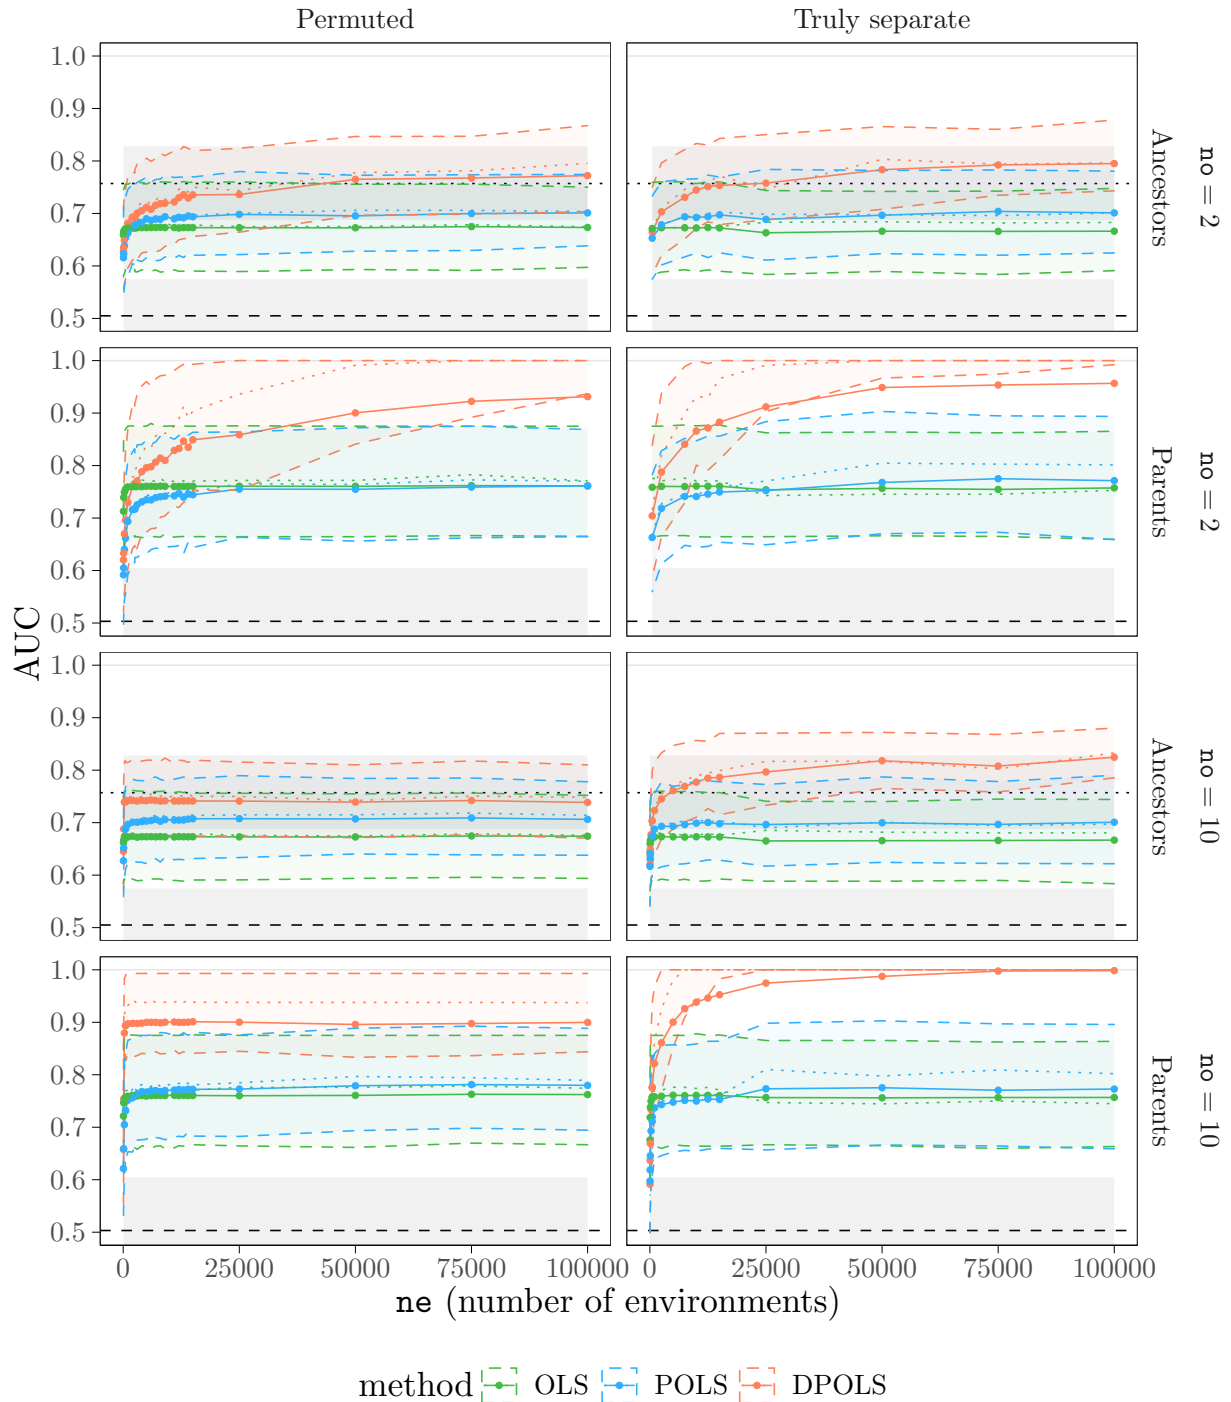 Permuted
Truly separate
1.0
0.9
0.8
0.7
0.6
0.5
Ancestors
no = 2
1.0
0.9
0.8
0.7
0.6
0.5
Parents
no = 2
AUC
1.0
0.9
0.8
0.7
0.6
0.5
Ancestors
no = 10
1.0
0.9
0.8
0.7
0.6
0.5
Parents
no = 10
0 25000 50000 75000 100000
0 25000 50000 75000 100000
ne (number of environments)
method OLS POLS DPOLS